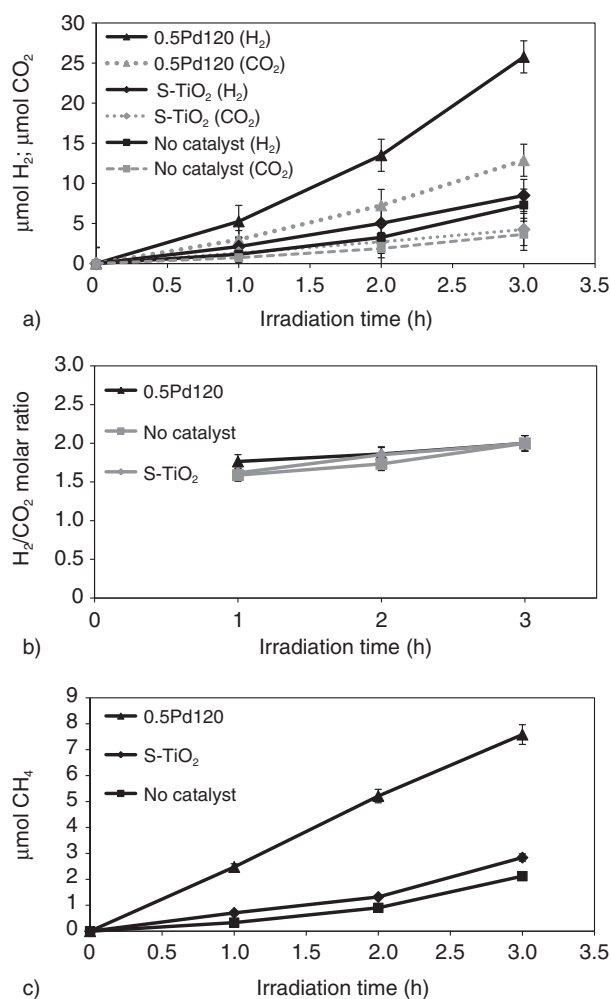 30
25
20
15
10
5
0
μmol H₂; μmol CO₂
0.5Pd120 (H₂)
0.5Pd120 (CO₂)
S-TiO₂ (H₂)
S-TiO₂ (CO₂)
No catalyst (H₂)
No catalyst (CO₂)
0 0.5 1.0 1.5 2.0 2.5 3.0 3.5
a) Irradiation time (h)
3.0
2.5
2.0
1.5
1.0
0.5
0
H₂/CO₂ molar ratio
0.5Pd120
No catalyst
S-TiO₂
0 1 2 3
b) Irradiation time (h)
9
8
7
6
5
4
3
2
1
0
μmol CH₄
0.5Pd120
S-TiO₂
No catalyst
0 0.5 1.0 1.5 2.0 2.5 3.0 3.5
c) Irradiation time (h)